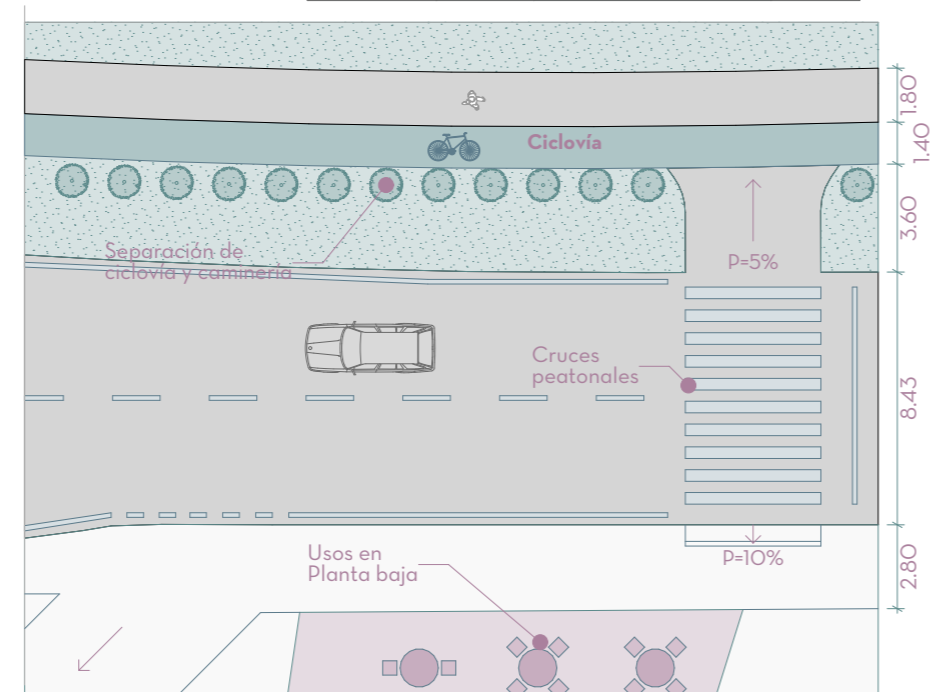 1.80
Ciclovía
1.40
3.60
Separación de
ciclovía y caminería
P=5%
Cruces
peatonales
8.43
Usos en
Planta baja
P=10%
2.80